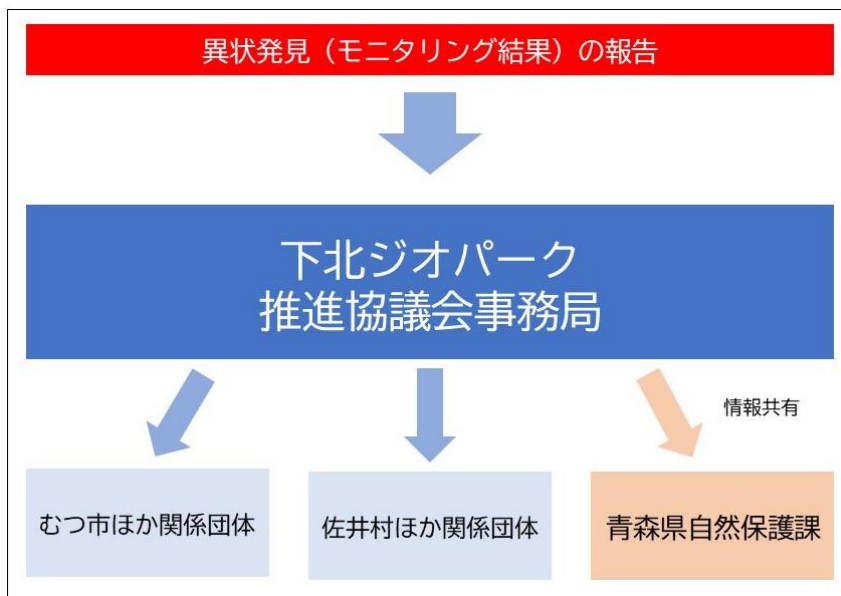 異状発見（モニタリング結果）の報告
下北ジオパーク
推進協議会事務局
情報共有
むつ市ほか関係団体
佐井村ほか関係団体
青森県自然保護課